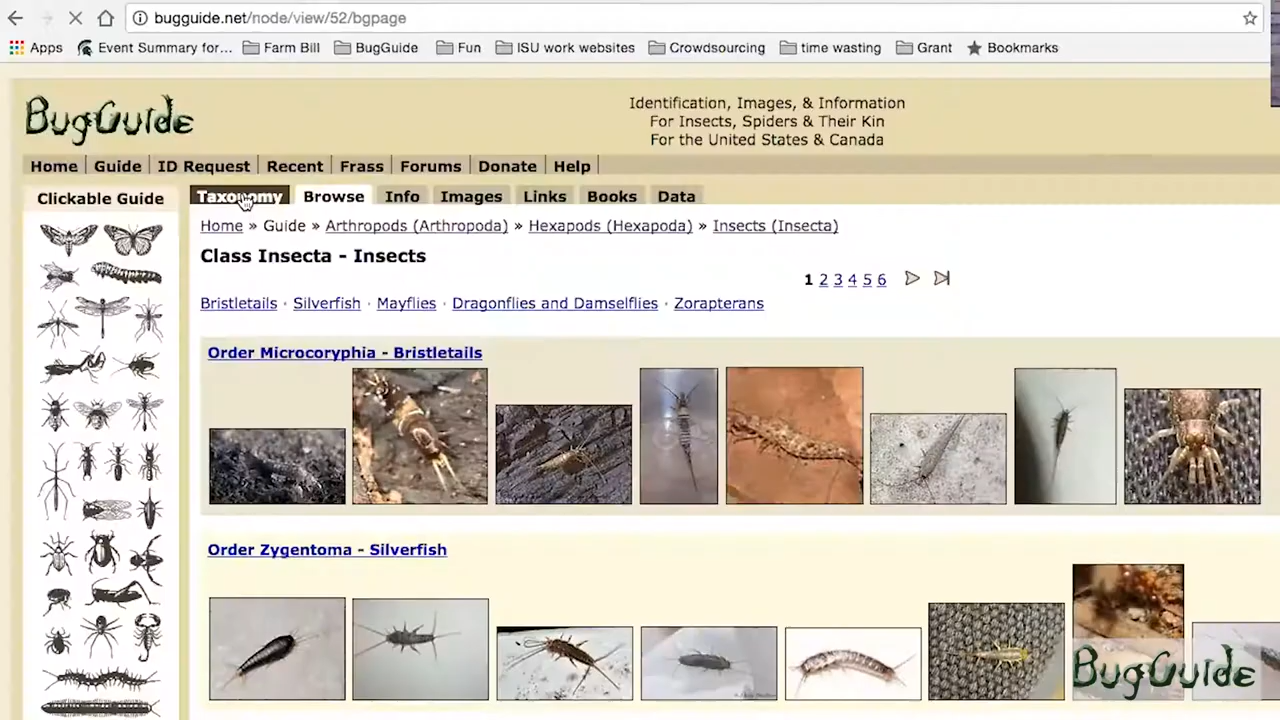 bugguide.net/node/view/52/bgpage
Apps Event Summary for... Farm Bill BugGuide Fun ISU work websites Crowdsourcing time wasting Grant Bookmarks
BugGuide
Identification, Images, & Information
For Insects, Spiders & Their Kin
For the United States & Canada
Home Guide ID Request Recent Frass Forums Donate Help
Clickable Guide
Taxonomy Browse Info Images Links Books Data
Home » Guide » Arthropods (Arthropoda) » Hexapods (Hexapoda) » Insects (Insecta)
Class Insecta - Insects
1 2 3 4 5 6
Bristletails · Silverfish · Mayflies · Dragonflies and Damselflies · Zorapterans
Order Microcoryphia - Bristletails
Order Zygentoma - Silverfish
BugGuide